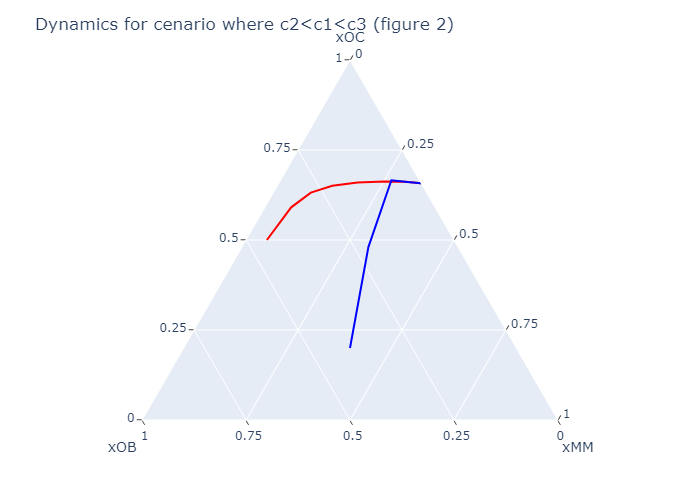 Dynamics for cenario where c2<c1<c3 (figure 2)
xOC
1 0
0.75 0.25
0.5 0.5
0.25 0.75
0 1
1 0.75 0.5 0.25 0
xOB xMM